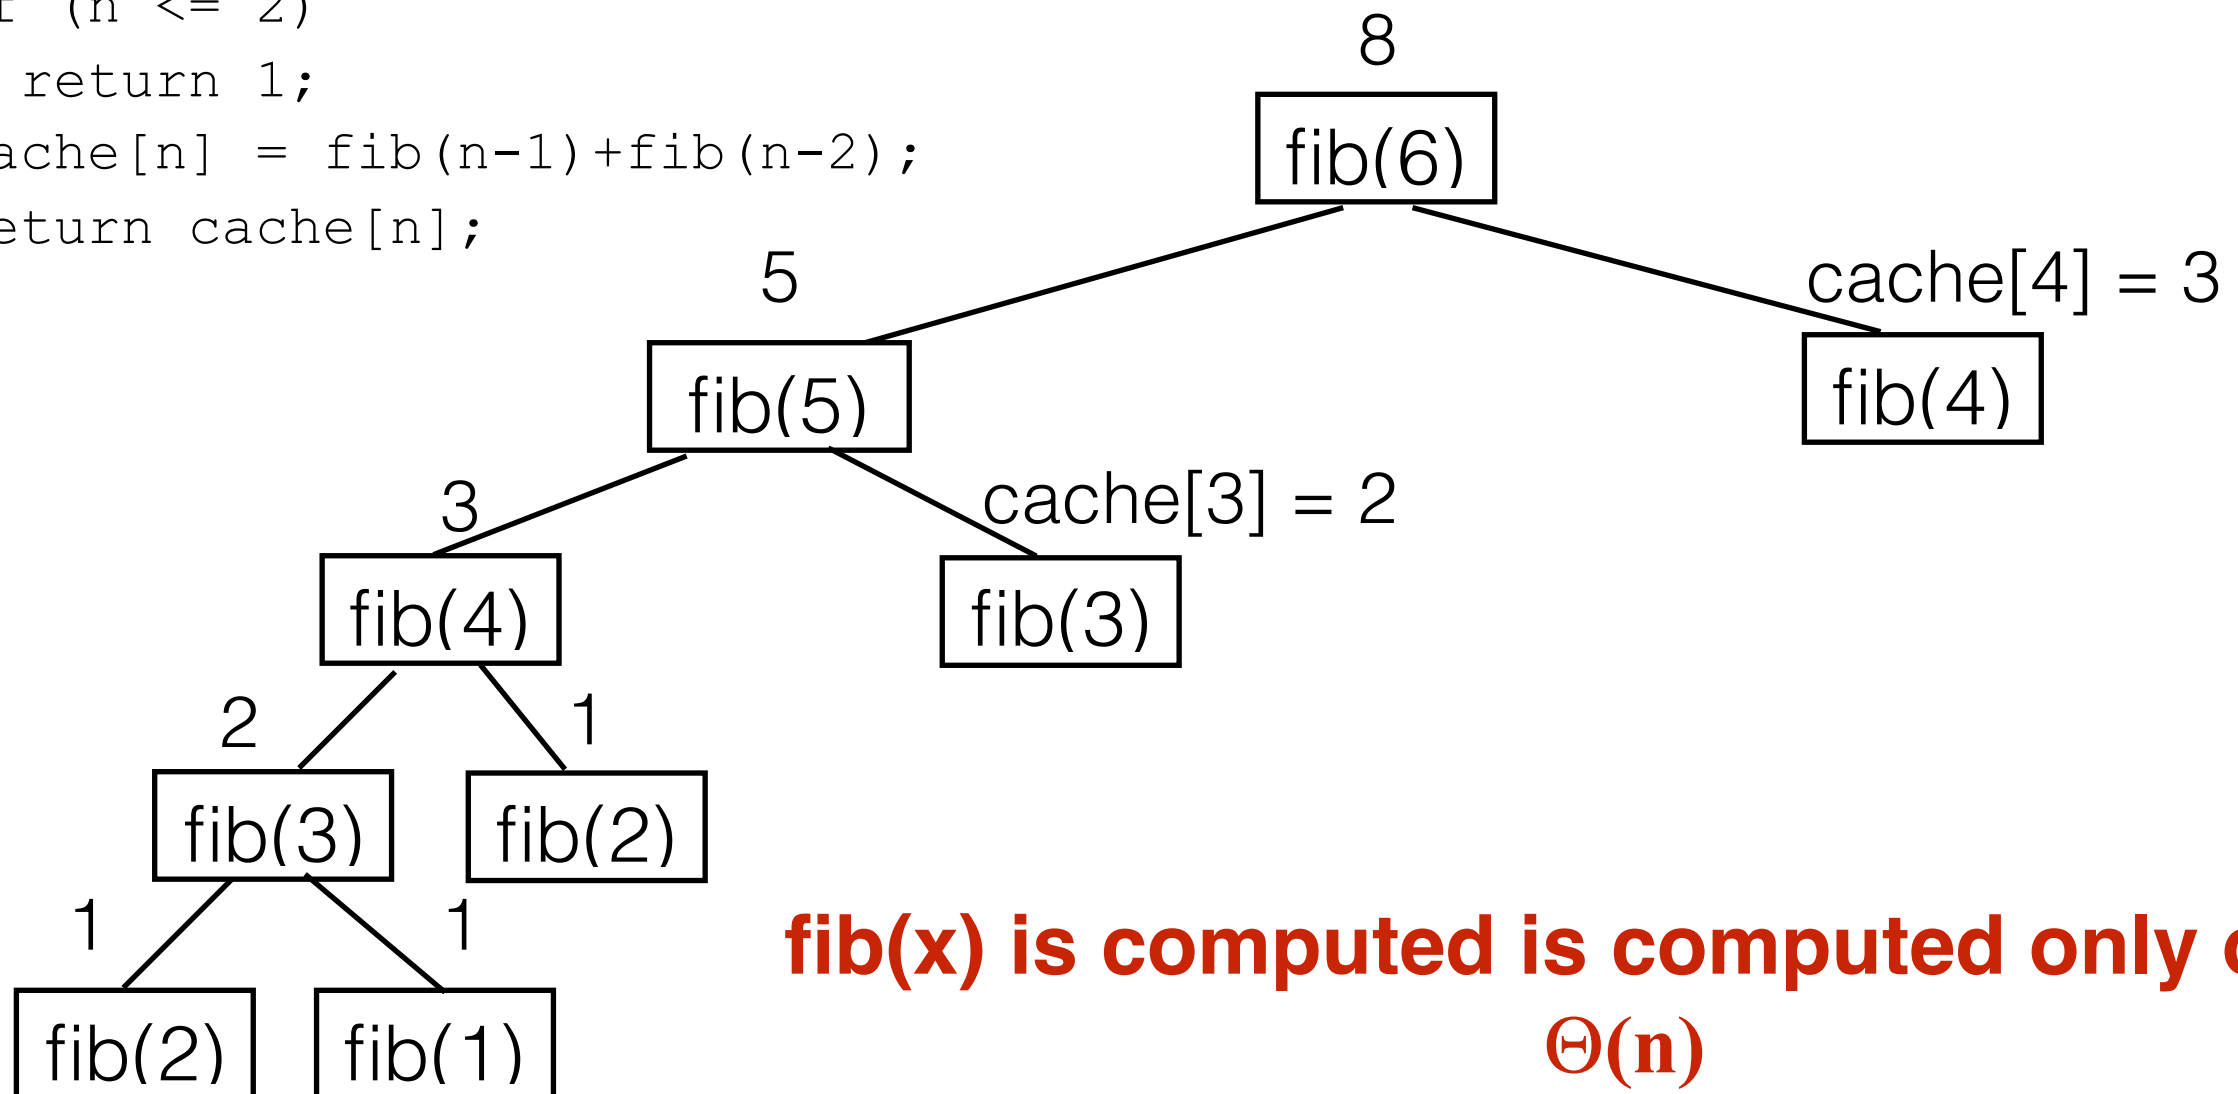 (n <= 2)
return 1;
ache[n] = fib(n-1)+fib(n-2);
eturn cache[n];
8
fib(6)
5
cache[4] = 3
fib(5)
fib(4)
3
cache[3] = 2
fib(4)
fib(3)
2
1
fib(3)
fib(2)
1
1
fib(x) is computed is computed only
fib(2)
fib(1)
Θ(n)